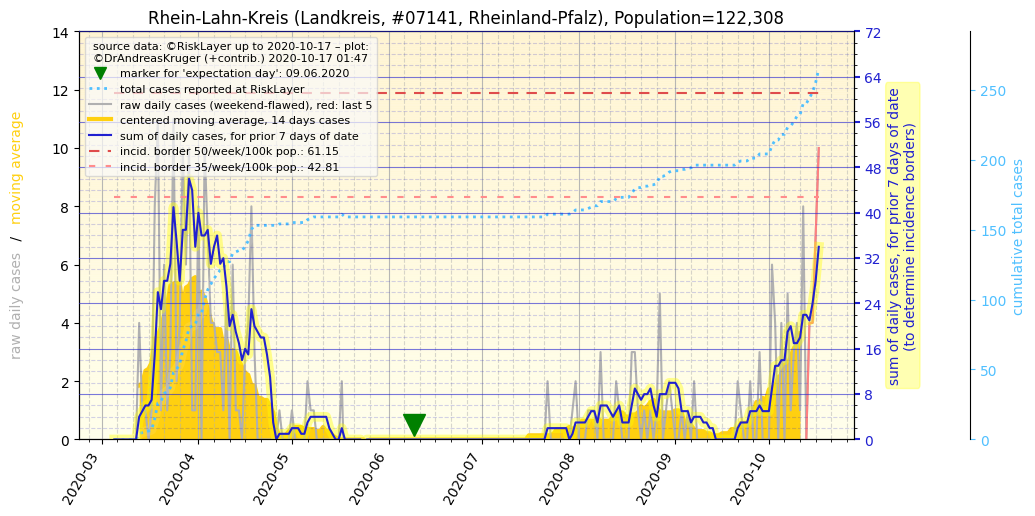 Rhein-Lahn-Kreis (Landkreis, #07141, Rheinland-Pfalz), Population=122,308
source data: ©RiskLayer up to 2020-10-17 – plot:
©DrAndreasKruger (+contrib.) 2020-10-17 01:47
marker for 'expectation day': 09.06.2020
total cases reported at RiskLayer
raw daily cases (weekend-flawed), red: last 5
centered moving average, 14 days cases
sum of daily cases, for prior 7 days of date
incid. border 50/week/100k pop.: 61.15
incid. border 35/week/100k pop.: 42.81
raw daily cases / moving average
14
12
10
8
6
4
2
0
72
64
56
48
40
32
24
16
8
0
sum of daily cases, for prior 7 days of date
(to determine incidence borders)
250
200
150
100
50
0
cumulative total cases
2020-03
2020-04
2020-05
2020-06
2020-07
2020-08
2020-09
2020-10